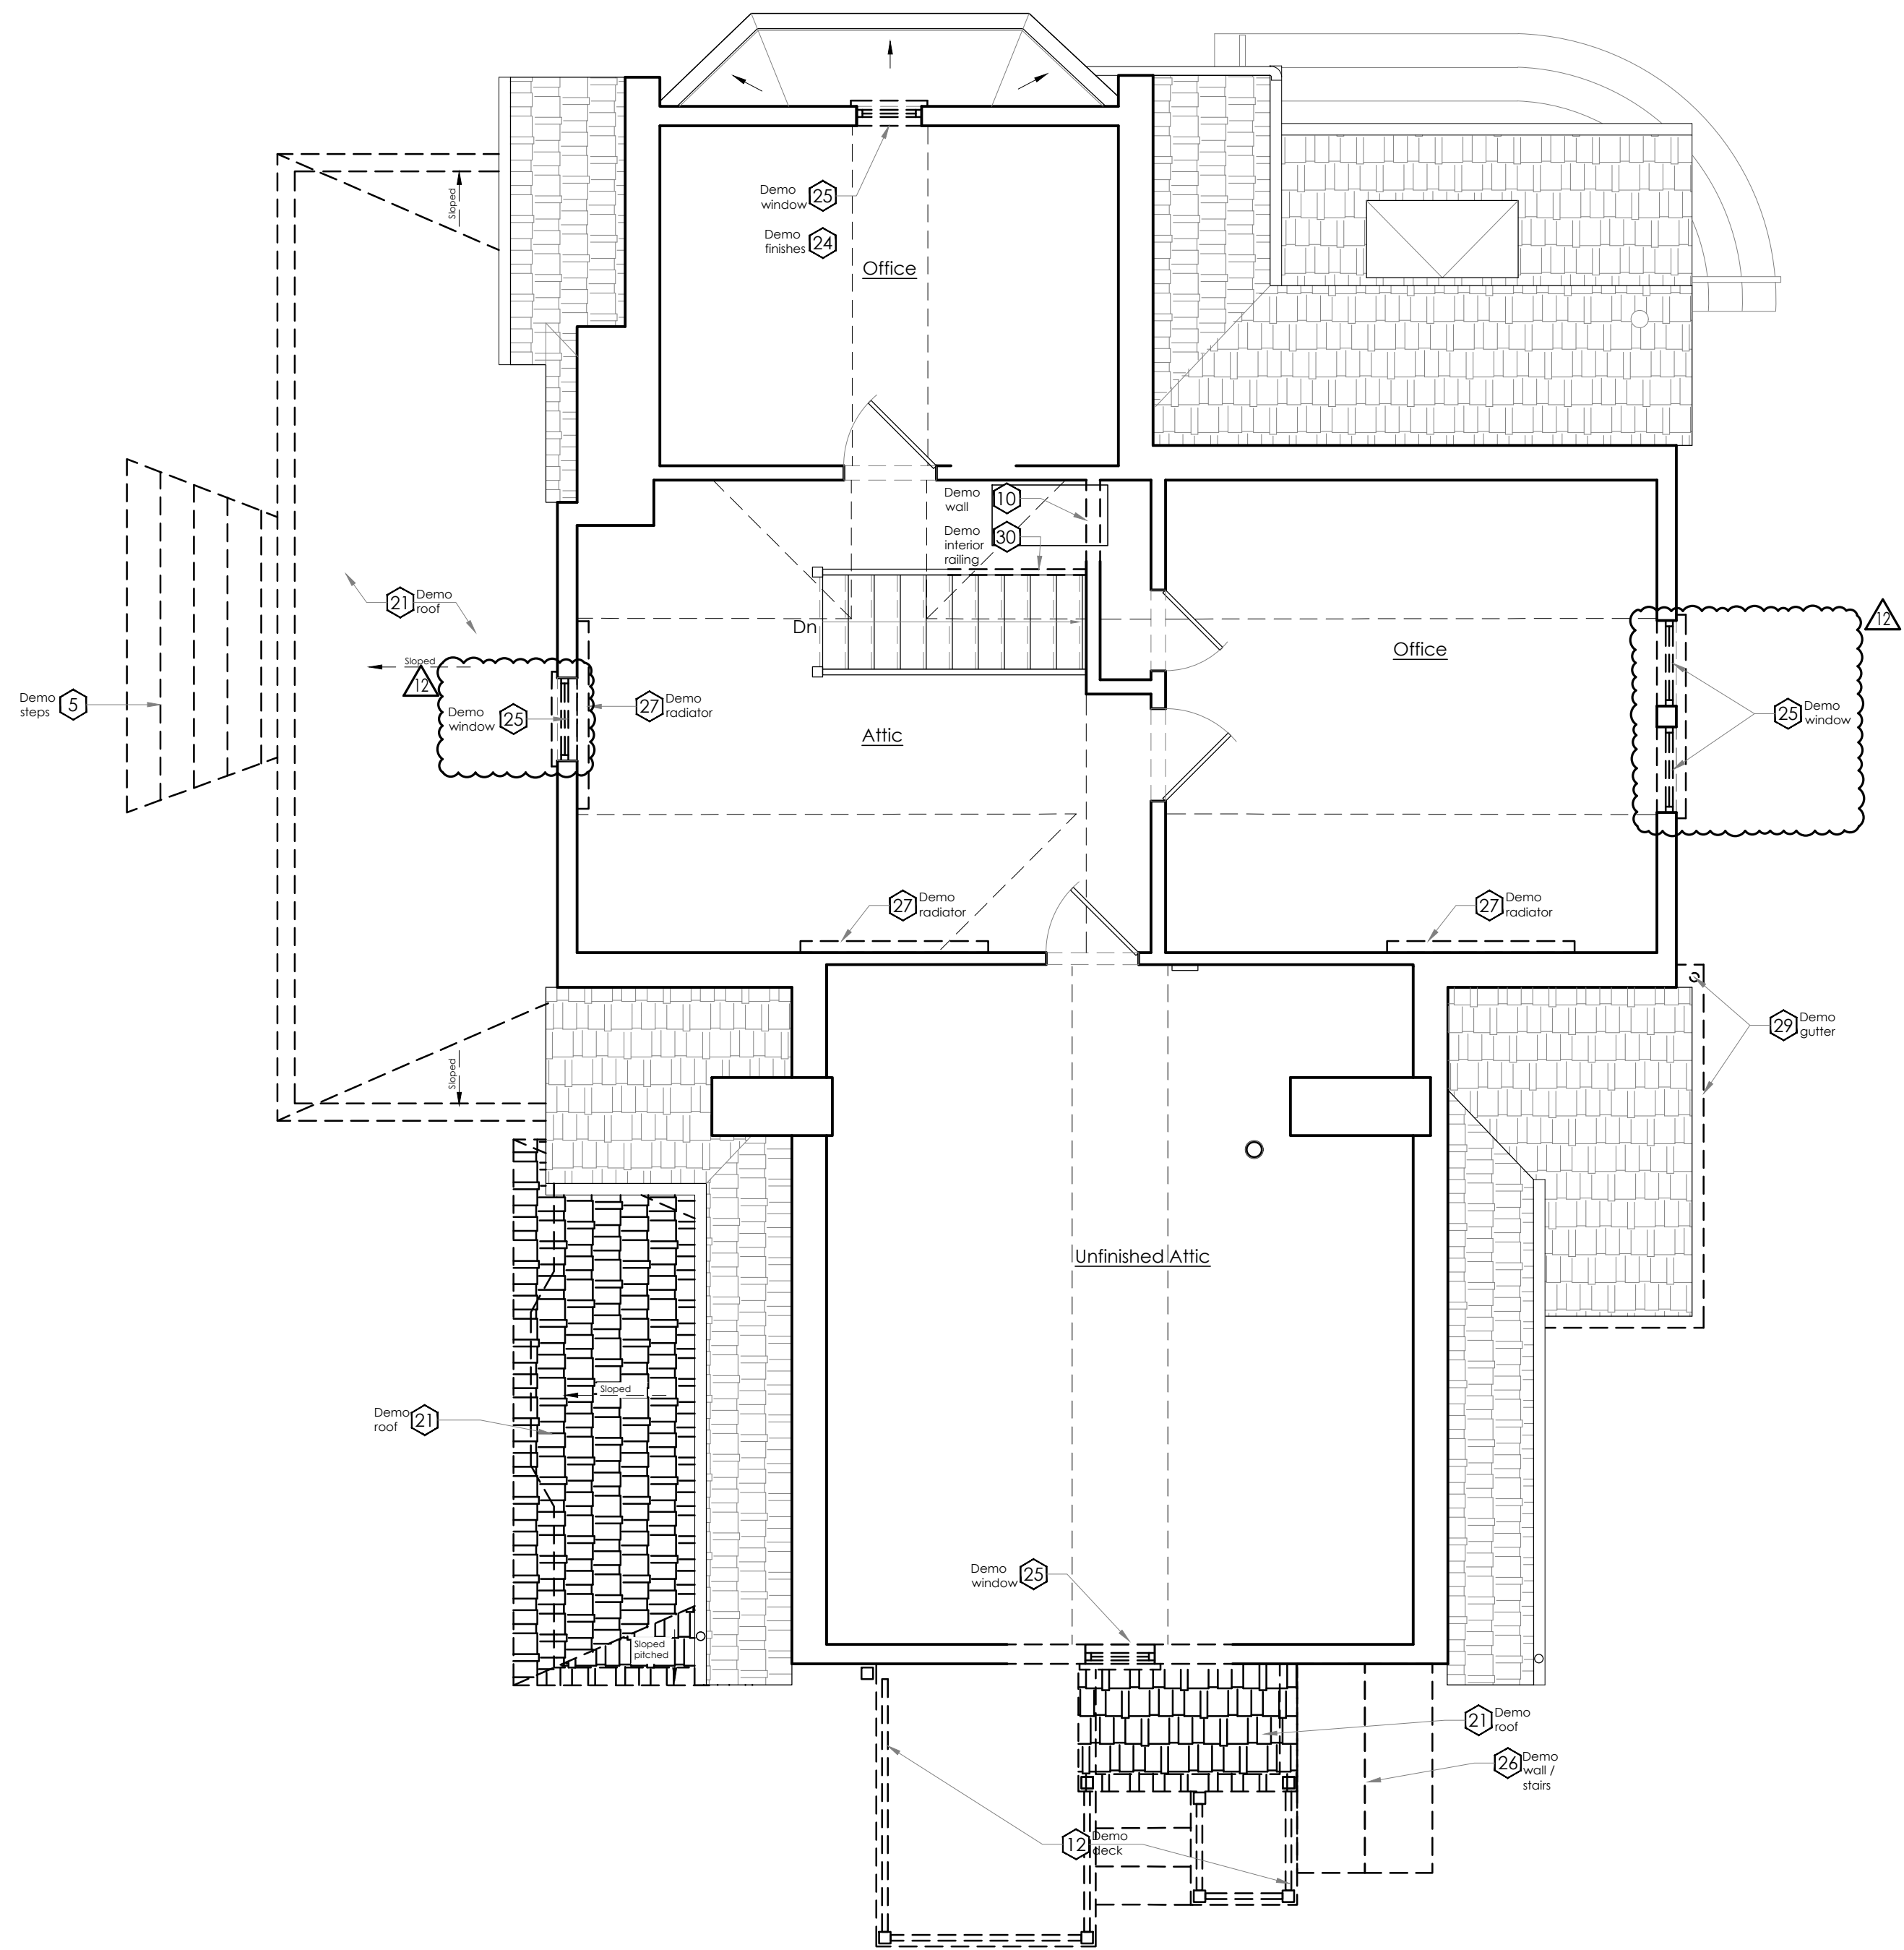 Demo
window
25
Demo
finishes
24
Office
Sloped
Demo
wall
10
Demo
interior
railing
30
21
Demo
roof
Dn
Office
12
Sloped
12
Demo
steps
5
Demo
window
25
27
Demo
radiator
Attic
25
Demo
window
27
Demo
radiator
27
Demo
radiator
29
Demo
gutter
Sloped
Unfinished Attic
Sloped
Demo
roof
21
Demo
window
25
Sloped
pitched
21
Demo
roof
26
Demo
wall /
stairs
12
Demo
deck